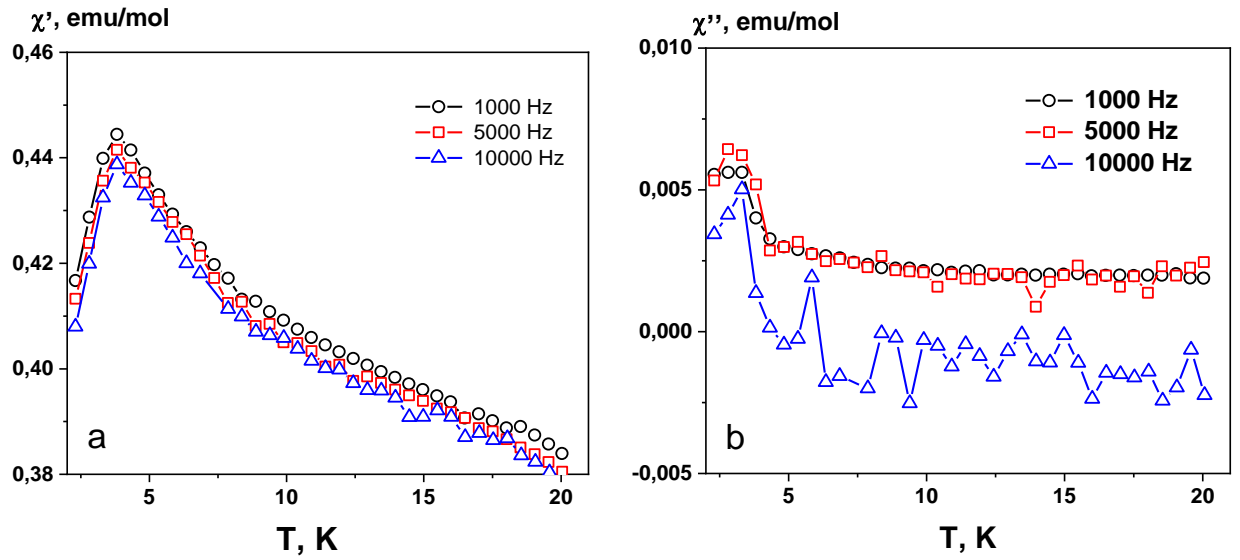 χ’, emu/mol
0,46
0,44
0,42
0,40
0,38
1000 Hz
5000 Hz
10000 Hz
a
5
10
15
20
T, K
χ’’, emu/mol
0,010
0,005
0,000
-0,005
1000 Hz
5000 Hz
10000 Hz
b
5
10
15
20
T, K